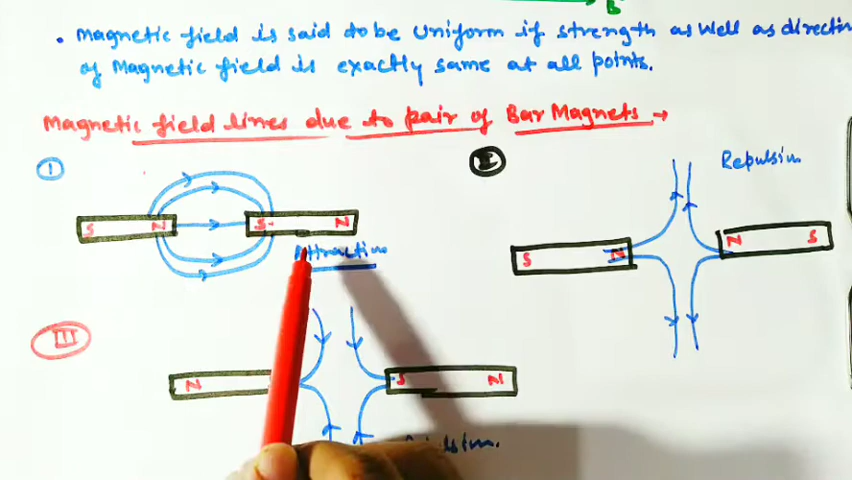 B
• Magnetic field is said to be Uniform if strength as well as directin
of Magnetic field is exactly same at all points.
Magnetic field lines due to pair of Bar Magnets →
I
II
Repulsion
S N S N
N S
S N
Attraction
III
N S N